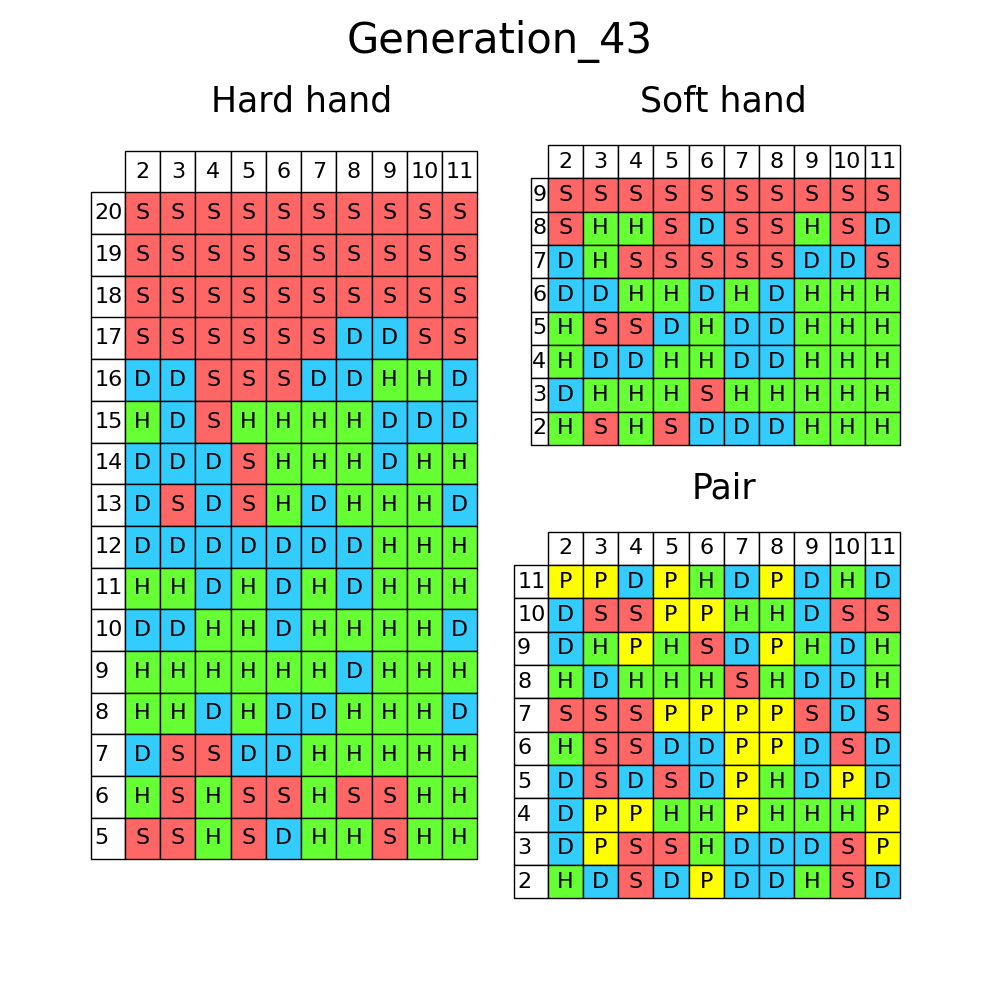 Generation_43
Hard hand
2 3 4 5 6 7 8 9 10 11
20 S S S S S S S S S S
19 S S S S S S S S S S
18 S S S S S S S S S S
17 S S S S S S D D S S
16 D D S S S D D H H D
15 H D S H H H H D D D
14 D D D S H H H D H H
13 D S D S H D H H H D
12 D D D D D D D H H H
11 H H D H D H D H H H
10 D D H H D H H H H D
9 H H H H H H D H H H
8 H H D H D D H H H D
7 D S S D D H H H H H
6 H S H S S H S S H H
5 S S H S D H H S H H
Soft hand
2 3 4 5 6 7 8 9 10 11
9 S S S S S S S S S S
8 S H H S D S S H S D
7 D H S S S S S D D S
6 D D H H D H D H H H
5 H S S D H D D H H H
4 H D D H H D D H H H
3 D H H H S H H H H H
2 H S H S D D D H H H
Pair
2 3 4 5 6 7 8 9 10 11
11 P P D P H D P D H D
10 D S S P P H H D S S
9 D H P H S D P H D H
8 H D H H H S H D D H
7 S S S P P P P S D S
6 H S S D D P P D S D
5 D S D S D P H D P D
4 D P P H H P H H H P
3 D P S S H D D D S P
2 H D S D P D D H S D